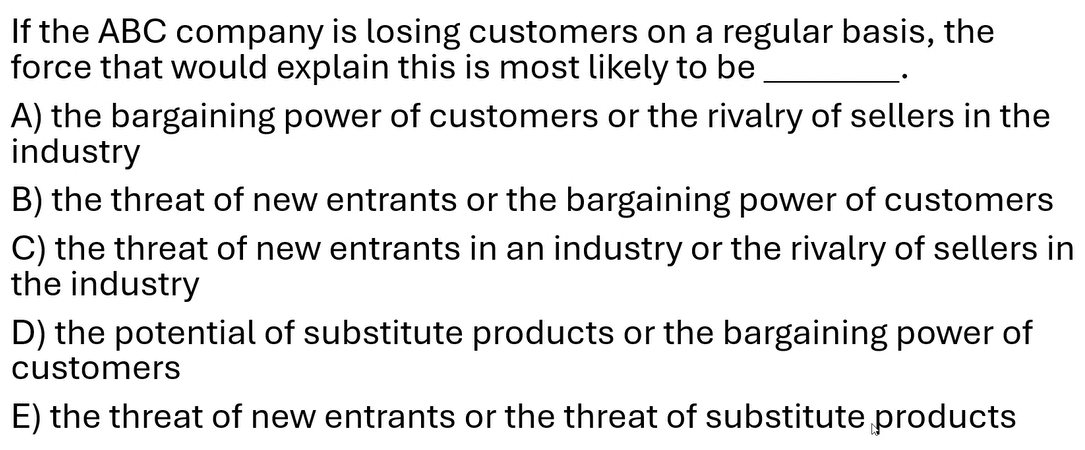 If the ABC company is losing customers on a regular basis, the
force that would explain this is most likely to be ________.
A) the bargaining power of customers or the rivalry of sellers in the
industry
B) the threat of new entrants or the bargaining power of customers
C) the threat of new entrants in an industry or the rivalry of sellers in
the industry
D) the potential of substitute products or the bargaining power of
customers
E) the threat of new entrants or the threat of substitute products